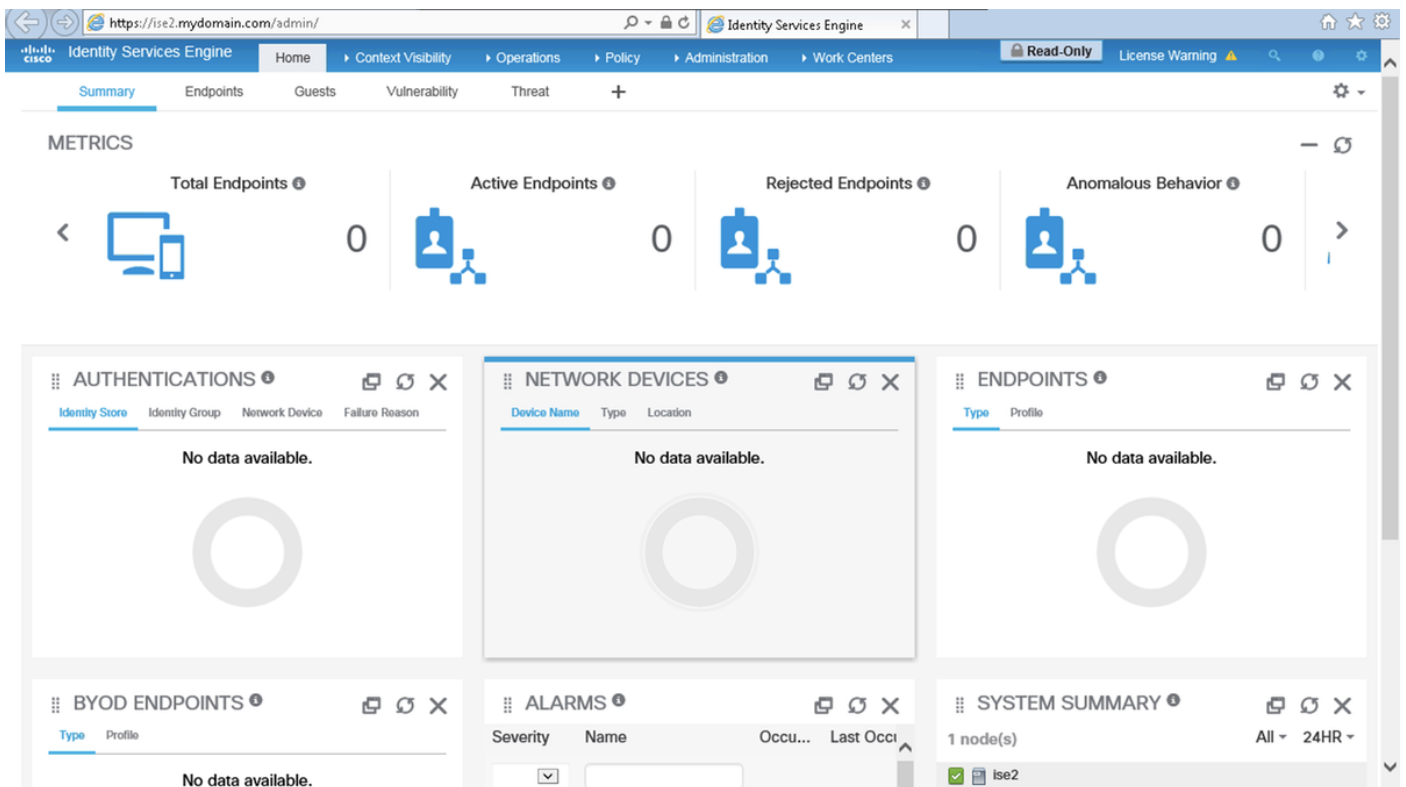 https://ise2.mydomain.com/admin/ Identity Services Engine
cisco Identity Services Engine Home Context Visibility Operations Policy Administration Work Centers Read-Only License Warning
Summary Endpoints Guests Vulnerability Threat
METRICS
Total Endpoints Active Endpoints Rejected Endpoints Anomalous Behavior
0 0 0 0
AUTHENTICATIONS NETWORK DEVICES ENDPOINTS
Identity Store Identity Group Network Device Failure Reason Device Name Type Location Type Profile
No data available. No data available. No data available.
BYOD ENDPOINTS ALARMS SYSTEM SUMMARY
Type Profile Severity Name Occu... Last Occu 1 node(s) All 24HR
No data available. ise2